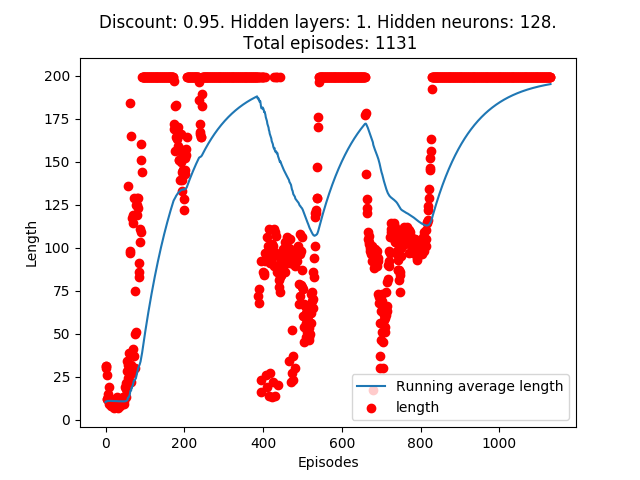 Discount: 0.95. Hidden layers: 1. Hidden neurons: 128.
Total episodes: 1131
200
175
150
125
100
75
50
25
0
Length
0
200
400
600
800
1000
Episodes
Running average length
length